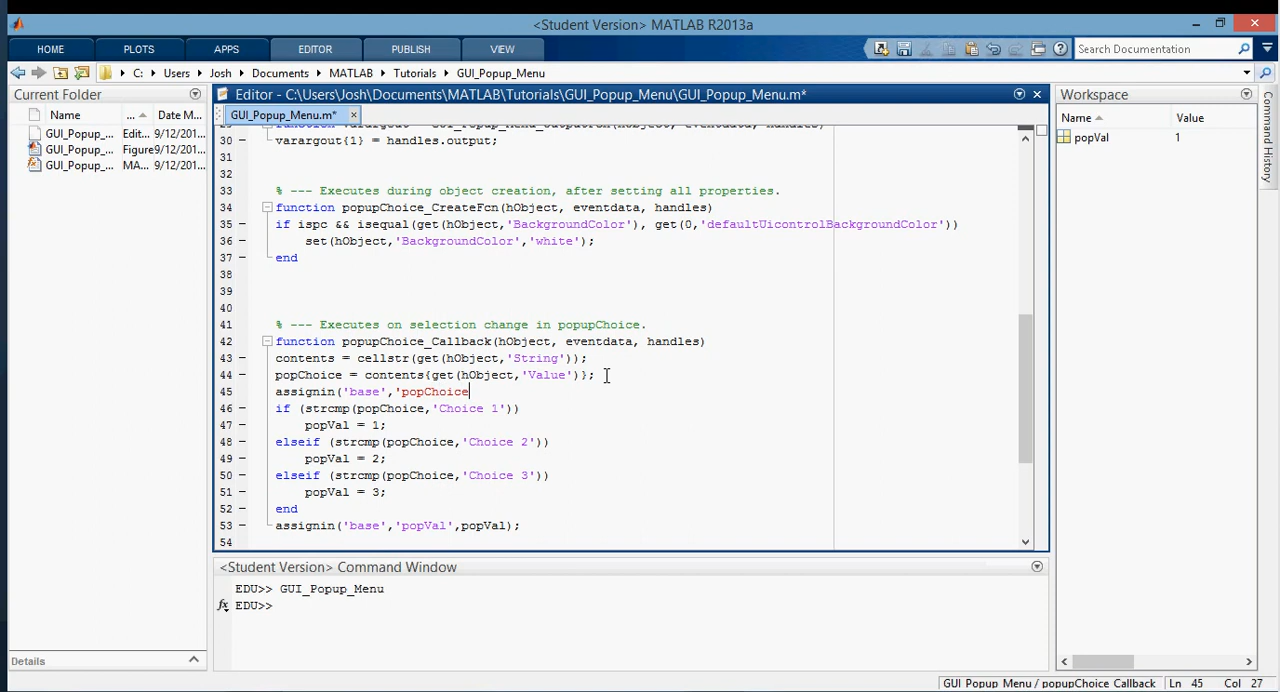 <Student Version> MATLAB R2013a
HOME PLOTS APPS EDITOR PUBLISH VIEW Search Documentation
C: Users Josh Documents MATLAB Tutorials GUI_Popup_Menu
Current Folder
Name ... Date M...
GUI_Popup_... Edit... 9/12/201...
GUI_Popup_... Figure 9/12/201...
GUI_Popup_... MA... 9/12/201...
Details
Editor - C:\Users\Josh\Documents\MATLAB\Tutorials\GUI_Popup_Menu\GUI_Popup_Menu.m*
GUI_Popup_Menu.m*
30 varargout{1} = handles.output;
31
32
33 % --- Executes during object creation, after setting all properties.
34 function popupChoice_CreateFcn(hObject, eventdata, handles)
35 if ispc && isequal(get(hObject,'BackgroundColor'), get(0,'defaultUicontrolBackgroundColor'))
36 set(hObject,'BackgroundColor','white');
37 end
38
39
40
41 % --- Executes on selection change in popupChoice.
42 function popupChoice_Callback(hObject, eventdata, handles)
43 contents = cellstr(get(hObject,'String'));
44 popChoice = contents{get(hObject,'Value')};
45 assignin('base','popChoice
46 if (strcmp(popChoice,'Choice 1'))
47 popVal = 1;
48 elseif (strcmp(popChoice,'Choice 2'))
49 popVal = 2;
50 elseif (strcmp(popChoice,'Choice 3'))
51 popVal = 3;
52 end
53 assignin('base','popVal',popVal);
54
<Student Version> Command Window
EDU>> GUI_Popup_Menu
fx EDU>>
Workspace
Name Value
popVal 1
Command History
GUI Popup Menu / popupChoice Callback Ln 45 Col 27